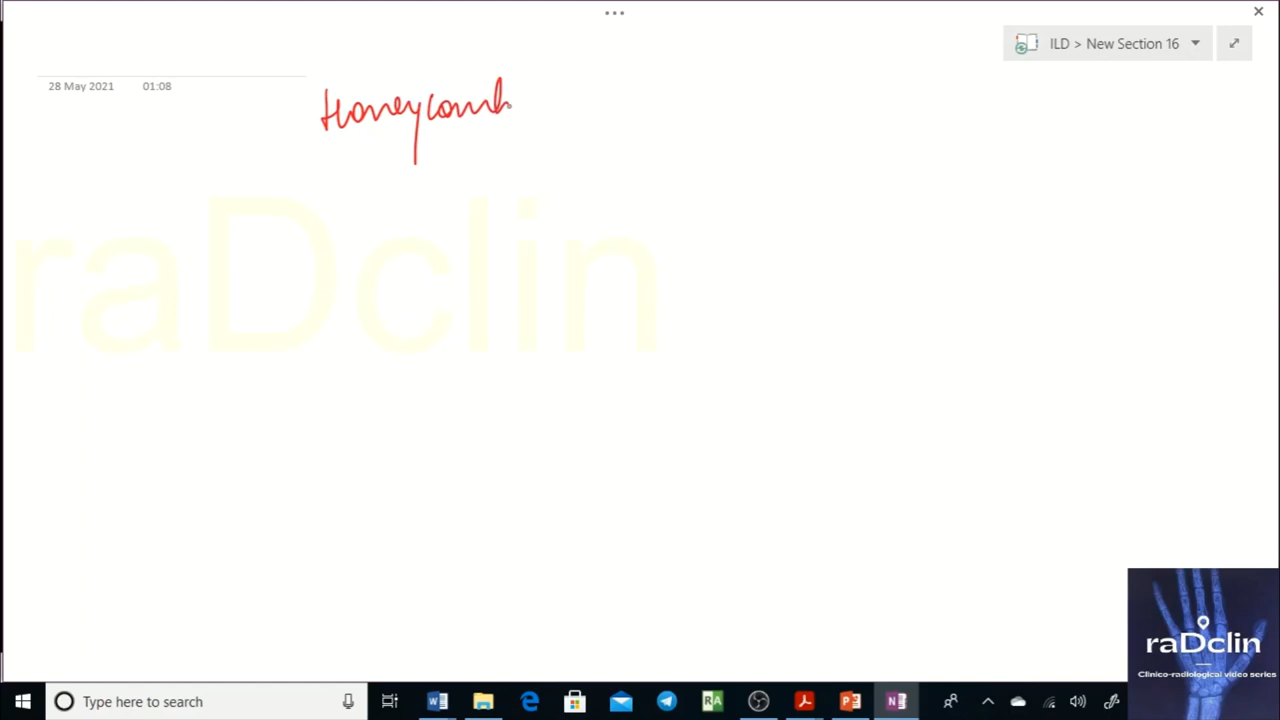 ILD > New Section 16
28 May 2021 01:08
Honeycomb
raDclin
raDclin
Clinico-radiological video series
Type here to search